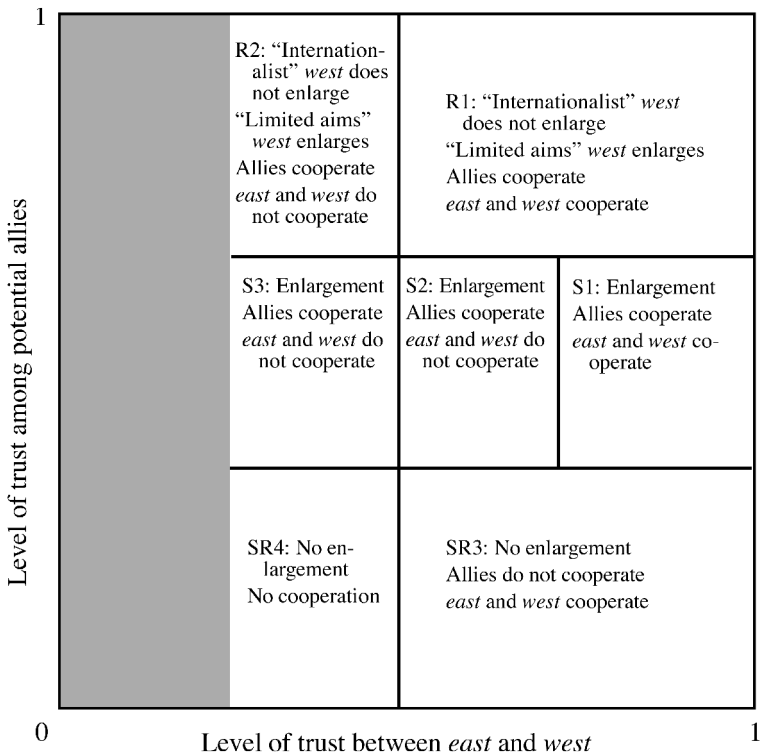 1
R2: “Internation-
alist” west does
not enlarge
“Limited aims”
west enlarges
Allies cooperate
east and west do
not cooperate
R1: “Internationalist” west
does not enlarge
“Limited aims” west enlarges
Allies cooperate
east and west cooperate
Level of trust among potential allies
S3: Enlargement
Allies cooperate
east and west do
not cooperate
S2: Enlargement
Allies cooperate
east and west do
not cooperate
S1: Enlargement
Allies cooperate
east and west co-
operate
SR4: No en-
largement
No cooperation
SR3: No enlargement
Allies do not cooperate
east and west cooperate
0
Level of trust between east and west
1